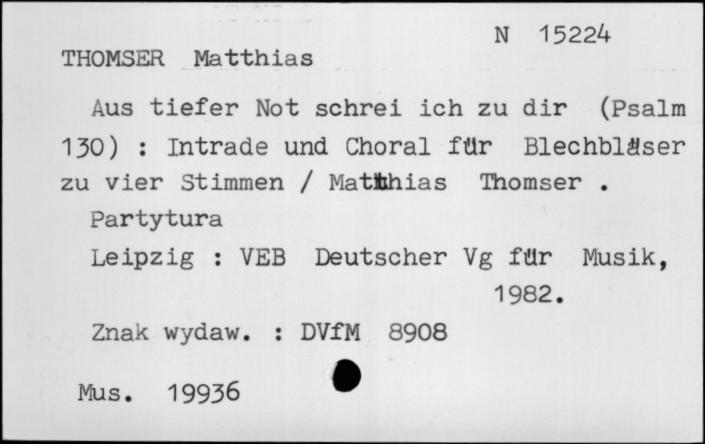 N 15224
THOMSER Matthias
Aus tiefer Not schrei ich zu dir (Psalm
130) : Intrade und Choral für Blechbläser
zu vier Stimmen / Matthias Thomser .
Partytura
Leipzig : VEB Deutscher Vg für Musik,
1982.
Znak wydaw. : DVfM 8908
Mus. 19936